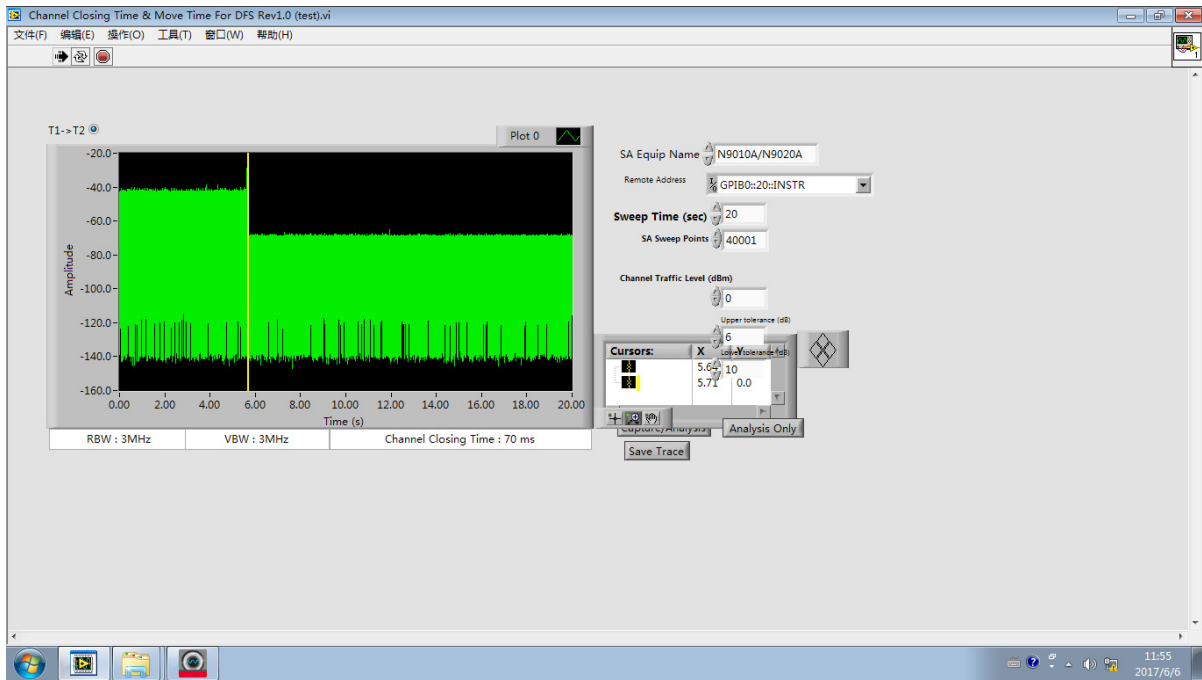 Channel Closing Time & Move Time For DFS Rev1.0 (test).vi
文件(F) 编辑(E) 操作(O) 工具(T) 窗口(W) 帮助(H)
1
T1->T2
Plot 0
-20.0
-40.0
-60.0
-80.0
-100.0
-120.0
-140.0
-160.0
Amplitude
0.00 2.00 4.00 6.00 8.00 10.00 12.00 14.00 16.00 18.00 20.00
Time (s)
RBW : 3MHz VBW : 3MHz Channel Closing Time : 70 ms
SA Equip Name N9010A/N9020A
Remote Address GPIB0::20::INSTR
Sweep Time (sec) 20
SA Sweep Points 40001
Channel Traffic Level (dBm)
0
Upper tolerance (dB)
6
Cursors: X Y
Lower tolerance (dB)
10
5.71 0.0
Capture/Analysis Analysis Only
Save Trace
11:55
2017/6/6